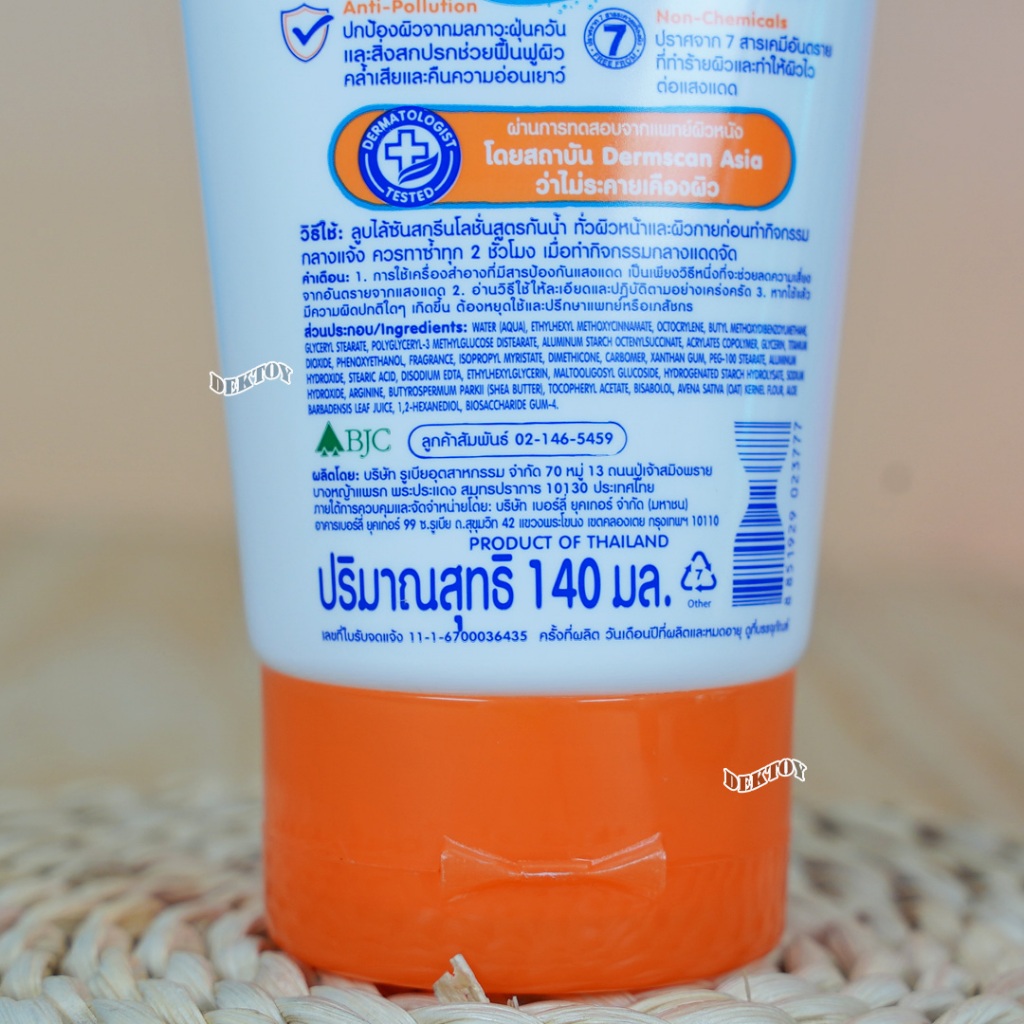 Anti-Pollution
ปกป้องผิวจากมลภาวะฝุ่นควัน
และสิ่งสกปรกช่วยฟื้นฟูผิว
คล้ำเสียและคืนความอ่อนเยาว์
7
FREE FROM
Non-Chemicals
ปราศจาก 7 สารเคมีอันตราย
ที่ทำร้ายผิวและทำให้ผิวไว
ต่อแสงแดด
DERMATOLOGIST
TESTED
ผ่านการทดสอบจากแพทย์ผิวหนัง
โดยสถาบัน Dermscan Asia
ว่าไม่ระคายเคืองผิว
วิธีใช้: ลูบไล้ซันสกรีนโลชั่นสูตรกันน้ำ ทั่วผิวหน้าและผิวกายก่อนทำกิจกรรม
กลางแจ้ง ควรทาซ้ำทุก 2 ชั่วโมง เมื่อทำกิจกรรมกลางแดดจัด
คำเตือน: 1. การใช้เครื่องสำอางที่มีสารป้องกันแสงแดด เป็นเพียงวิธีหนึ่งที่จะช่วยลดความเสี่ยง
จากอันตรายจากแสงแดด 2. อ่านวิธีใช้ให้ละเอียดและปฏิบัติตามอย่างเคร่งครัด 3. หากใช้แล้ว
มีความผิดปกติใดๆ เกิดขึ้น ต้องหยุดใช้และปรึกษาแพทย์หรือเภสัชกร
ส่วนประกอบ/Ingredients: WATER (AQUA), ETHYLHEXYL METHOXYCINNAMATE, OCTOCRYLENE, BUTYL METHOXYDIBENZOYLMETHANE,
GLYCERYL STEARATE, POLYGLYCERYL-3 METHYLGLUCOSE DISTEARATE, ALUMINUM STARCH OCTENYLSUCCINATE, ACRYLATES COPOLYMER, GLYCERIN, TITANIUM
DIOXIDE, PHENOXYETHANOL, FRAGRANCE, ISOPROPYL MYRISTATE, DIMETHICONE, CARBOMER, XANTHAN GUM, PEG-100 STEARATE, ALUMINUM
HYDROXIDE, STEARIC ACID, DISODIUM EDTA, ETHYLHEXYLGLYCERIN, MALTOOLIGOSYL GLUCOSIDE, HYDROGENATED STARCH HYDROLYSATE, SODIUM
HYDROXIDE, ARGININE, BUTYROSPERMUM PARKII (SHEA BUTTER), TOCOPHERYL ACETATE, BISABOLOL, AVENA SATIVA (OAT) KERNEL FLOUR, ALOE
BARBADENSIS LEAF JUICE, 1,2-HEXANEDIOL, BIOSACCHARIDE GUM-4.
DEKTOY
BJC
ลูกค้าสัมพันธ์ 02-146-5459
ผลิตโดย: บริษัท รูเบียอุตสาหกรรม จำกัด 70 หมู่ 13 ถนนปู่เจ้าสมิงพราย
บางหญ้าแพรก พระประแดง สมุทรปราการ 10130 ประเทศไทย
ภายใต้การควบคุมและจัดจำหน่ายโดย: บริษัท เบอร์ลี่ ยุคเกอร์ จำกัด (มหาชน)
อาคารเบอร์ลี่ ยุคเกอร์ 99 ซ.รูเบีย ถ.สุขุมวิท 42 แขวงพระโขนง เขตคลองเตย กรุงเทพฯ 10110
PRODUCT OF THAILAND
ปริมาณสุทธิ 140 มล.
7
Other
8 851929 023777
เลขที่ใบรับจดแจ้ง 11-1-6700036435 ครั้งที่ผลิต วันเดือนปีที่ผลิตและหมดอายุ ดูที่บรรจุภัณฑ์
DEKTOY